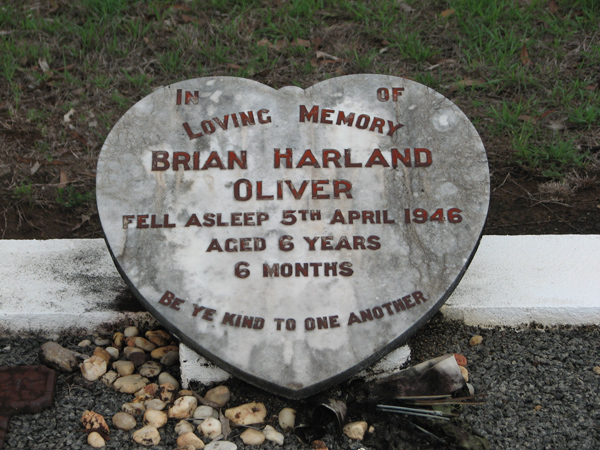 IN OF
LOVING MEMORY
BRIAN HARLAND
OLIVER
FELL ASLEEP 5TH APRIL 1946
AGED 6 YEARS
6 MONTHS
BE YE KIND TO ONE ANOTHER